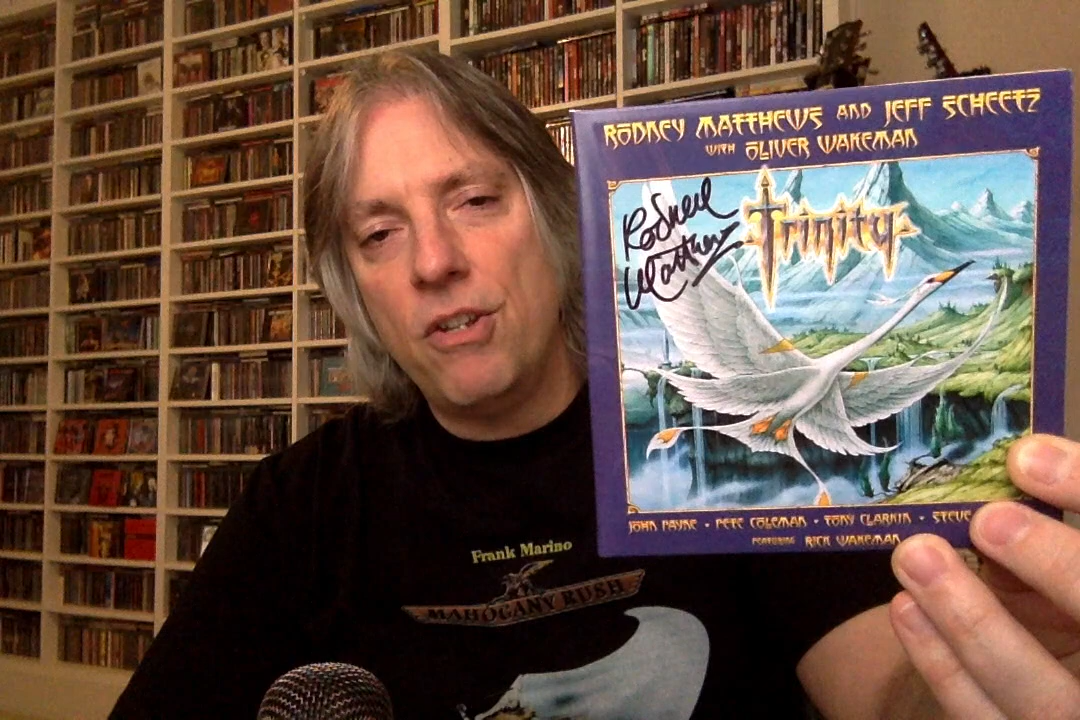 RODNEY MATTHEWS AND JEFF SCHEETZ
WITH OLIVER WAKEMAN
Trinity
Rodney
Matthews
JOHN PAYNE • PETE COLEMAN • TONY CLARKIN • STEVE
FEATURING RICK WAKEMAN
Frank Marino
MAHOGANY RUSH